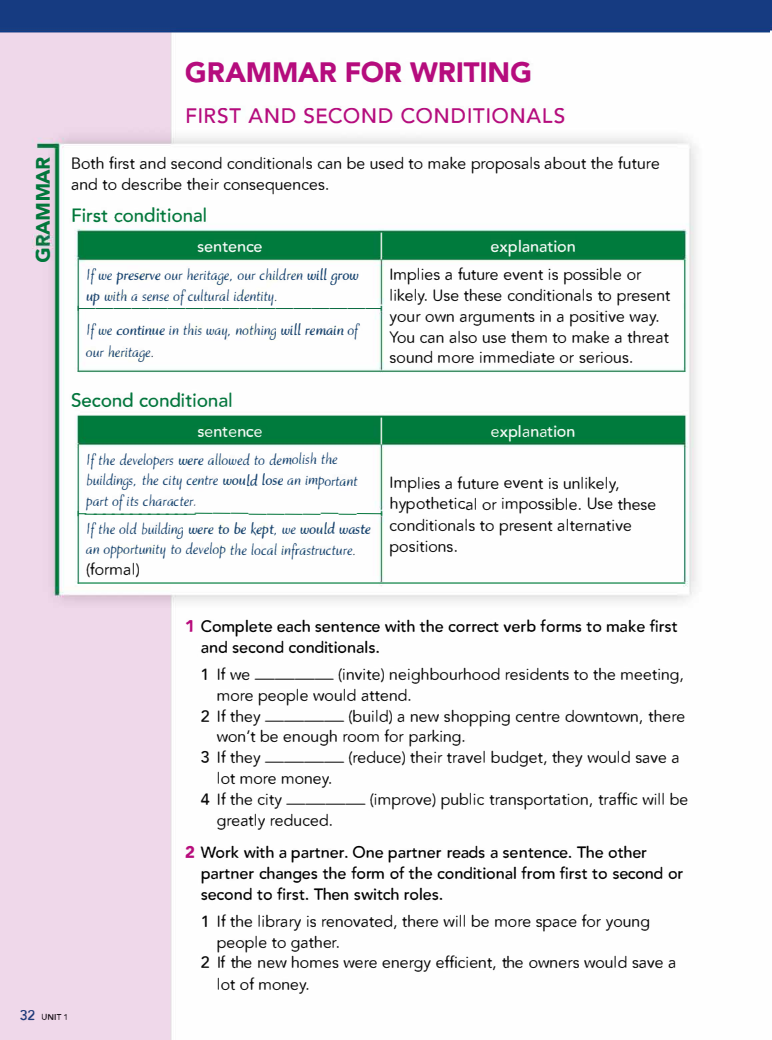 GRAMMAR FOR WRITING
FIRST AND SECOND CONDITIONALS
GRAMMAR
Both first and second conditionals can be used to make proposals about the future
and to describe their consequences.
First conditional
sentence
explanation
If we preserve our heritage, our children will grow
up with a sense of cultural identity.
If we continue in this way, nothing will remain of
our heritage.
Implies a future event is possible or
likely. Use these conditionals to present
your own arguments in a positive way.
You can also use them to make a threat
sound more immediate or serious.
Second conditional
sentence
explanation
If the developers were allowed to demolish the
buildings, the city centre would lose an important
part of its character.
If the old building were to be kept, we would waste
an opportunity to develop the local infrastructure.
(formal)
Implies a future event is unlikely,
hypothetical or impossible. Use these
conditionals to present alternative
positions.
1 Complete each sentence with the correct verb forms to make first
and second conditionals.
1 If we _________ (invite) neighbourhood residents to the meeting,
more people would attend.
2 If they _________ (build) a new shopping centre downtown, there
won't be enough room for parking.
3 If they _________ (reduce) their travel budget, they would save a
lot more money.
4 If the city _________ (improve) public transportation, traffic will be
greatly reduced.
2 Work with a partner. One partner reads a sentence. The other
partner changes the form of the conditional from first to second or
second to first. Then switch roles.
1 If the library is renovated, there will be more space for young
people to gather.
2 If the new homes were energy efficient, the owners would save a
lot of money.
32 UNIT 1